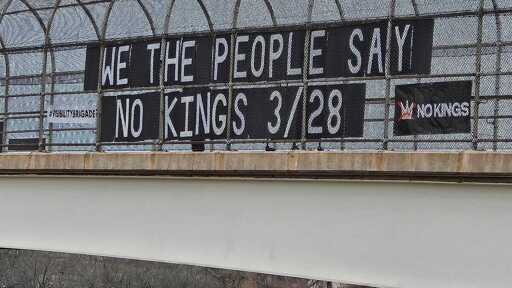 WE THE PEOPLE SAY
NO KINGS 3/28
#VISIBILITYBRIGADE
NO KINGS